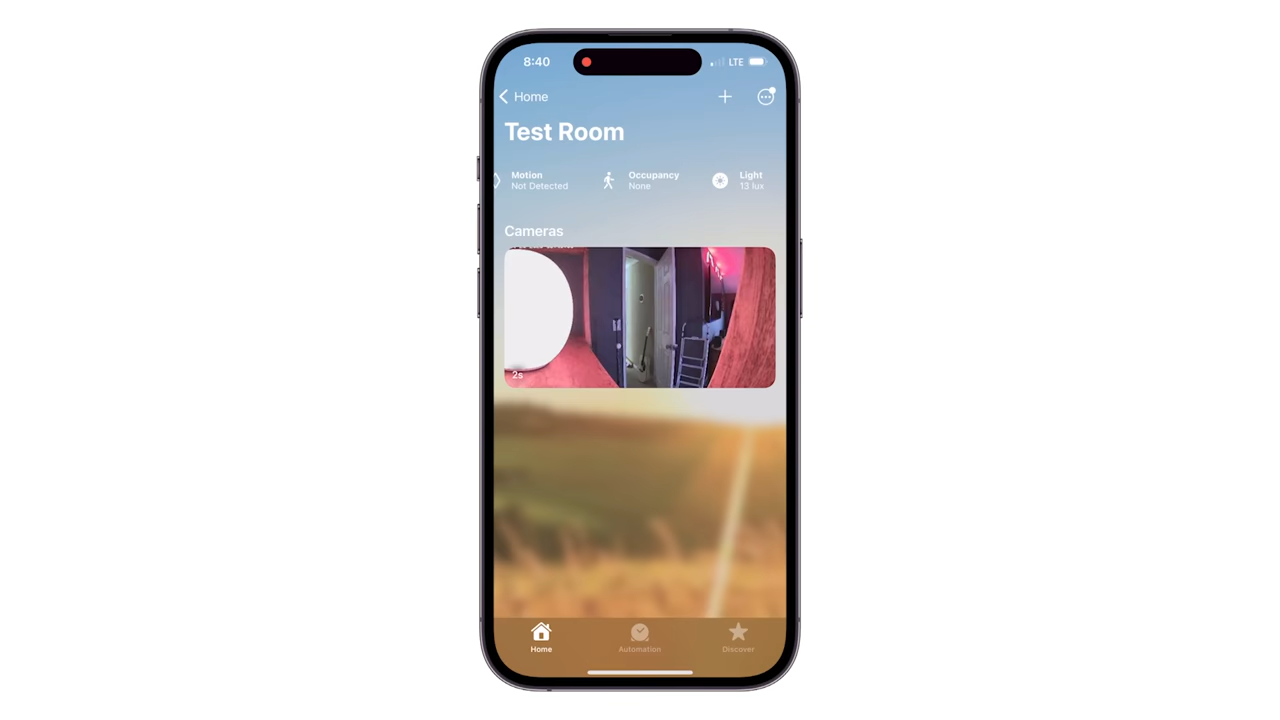 8:40
LTE
Home
Test Room
Motion
Not Detected
Occupancy
None
Light
13 lux
Cameras
2s
Home
Automation
Discover